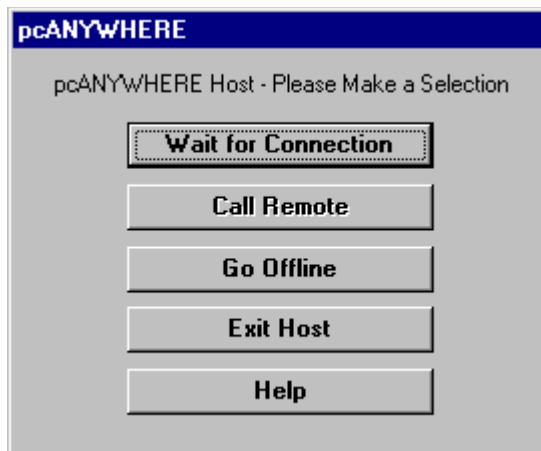 pcANYWHERE
pcANYWHERE Host - Please Make a Selection
Wait for Connection
Call Remote
Go Offline
Exit Host
Help